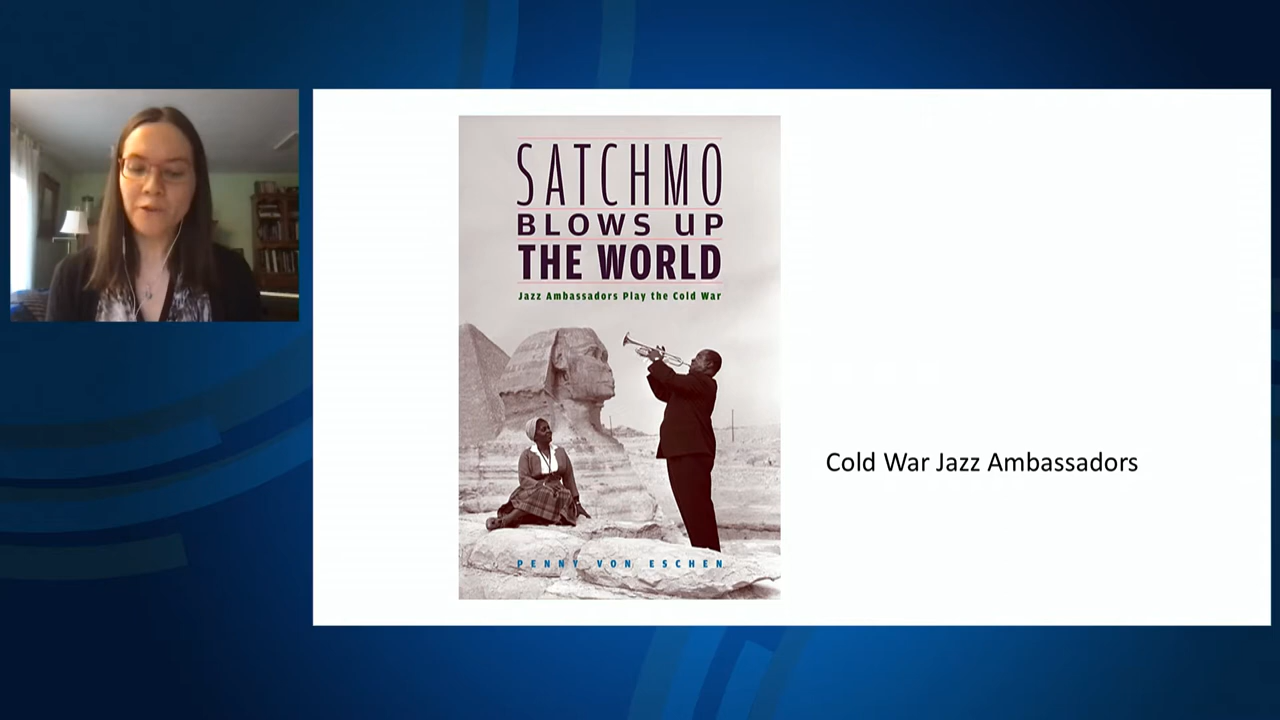 SATCHMO
BLOWS UP
THE WORLD
Jazz Ambassadors Play the Cold War
PENNY VON ESCHEN
Cold War Jazz Ambassadors